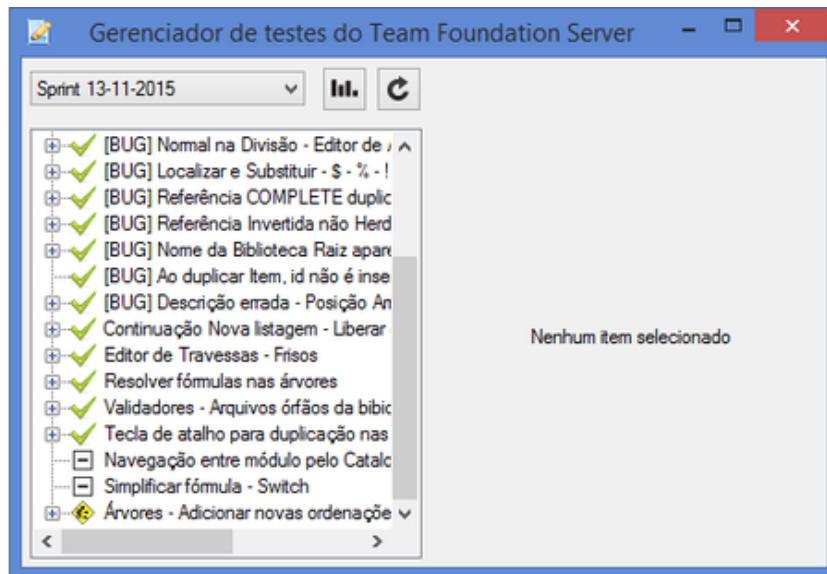 Gerenciador de testes do Team Foundation Server
Sprint 13-11-2015
[BUG] Normal na Divisão - Editor de
[BUG] Localizar e Substituir - $ - % - !
[BUG] Referência COMPLETE duplic
[BUG] Referência Invertida não Herd
[BUG] Nome da Biblioteca Raiz apare
[BUG] Ao duplicar Item, id não é inse
[BUG] Descrição errada - Posição An
Continuação Nova listagem - Liberar
Editor de Travessas - Frisos
Resolver fórmulas nas árvores
Validadores - Arquivos órfãos da bibic
Tecla de atalho para duplicação nas
Navegação entre módulo pelo Catalc
Simplificar fórmula - Switch
Árvores - Adicionar novas ordenaçõe
Nenhum item selecionado